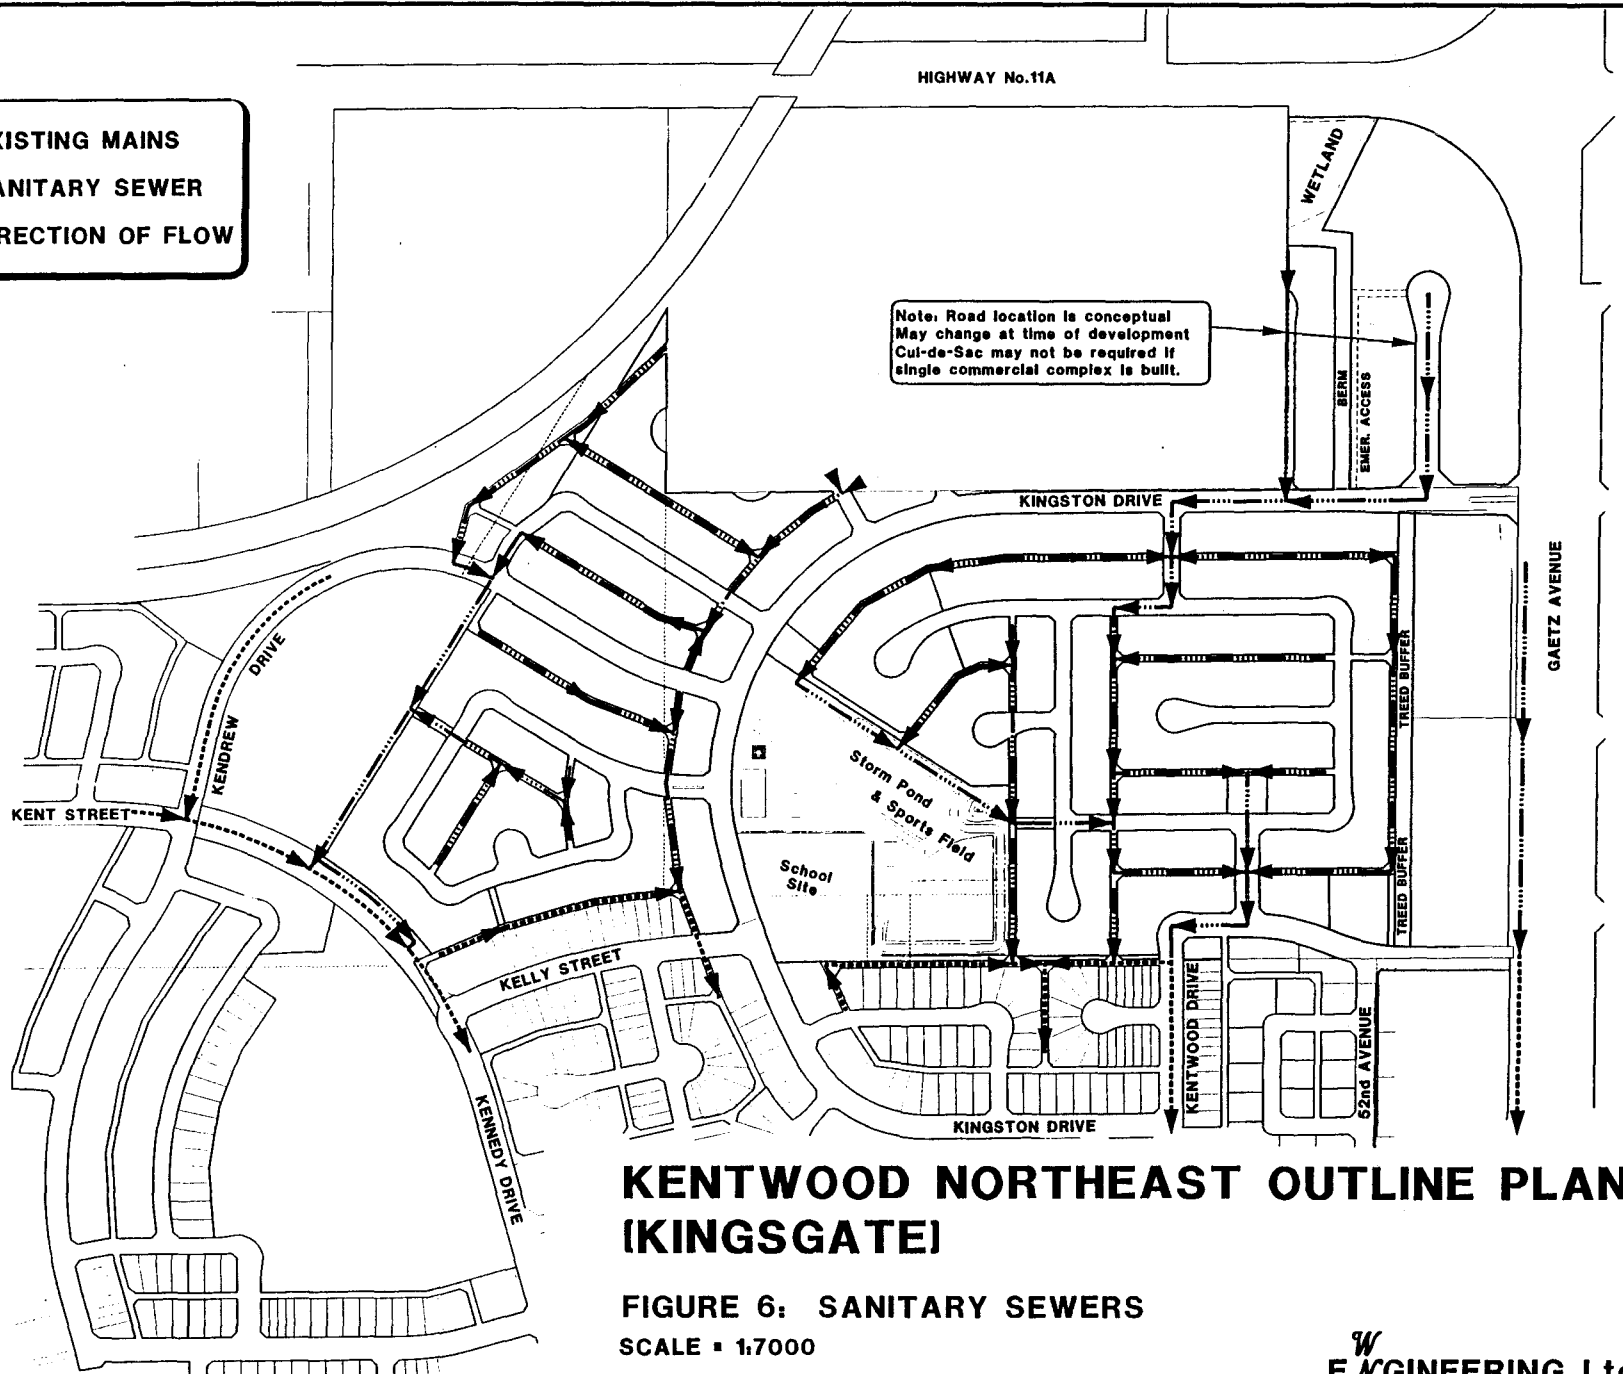 HIGHWAY No.11A
XISTING MAINS
ANITARY SEWER
RECTION OF FLOW
WETLAND
Note: Road location is conceptual
May change at time of development
Cul-de-Sac may not be required if
single commercial complex is built.
BERM
EMER. ACCESS
KINGSTON DRIVE
GAETZ AVENUE
TREED BUFFER
DRIVE
KENDREW
KENT STREET
Storm Pond
& Sports Field
School
Site
TREED BUFFER
KELLY STREET
KENTWOOD DRIVE
52nd AVENUE
KENNEDY DRIVE
KINGSTON DRIVE
KENTWOOD NORTHEAST OUTLINE PLAN
(KINGSGATE)
FIGURE 6: SANITARY SEWERS
SCALE = 1:7000
W
ENGINEERING Ltd